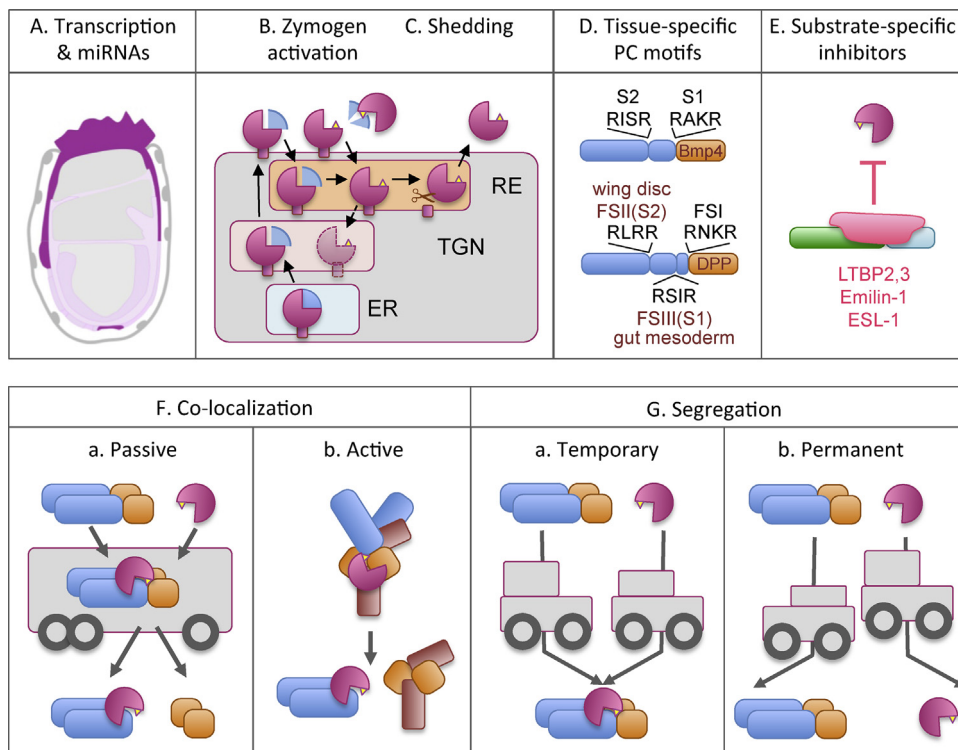 A. Transcription
& miRNAs
B. Zymogen
activation
C. Shedding
D. Tissue-specific
PC motifs
E. Substrate-specific
inhibitors
RE
TGN
ER
S2
RISR
S1
RAKR
Bmp4
wing disc
FSII(S2)
RLRR
FSI
RNKR
DPP
RSIR
FSIII(S1)
gut mesoderm
LTBP2,3
Emilin-1
ESL-1
F. Co-localization
G. Segregation
a. Passive
b. Active
a. Temporary
b. Permanent